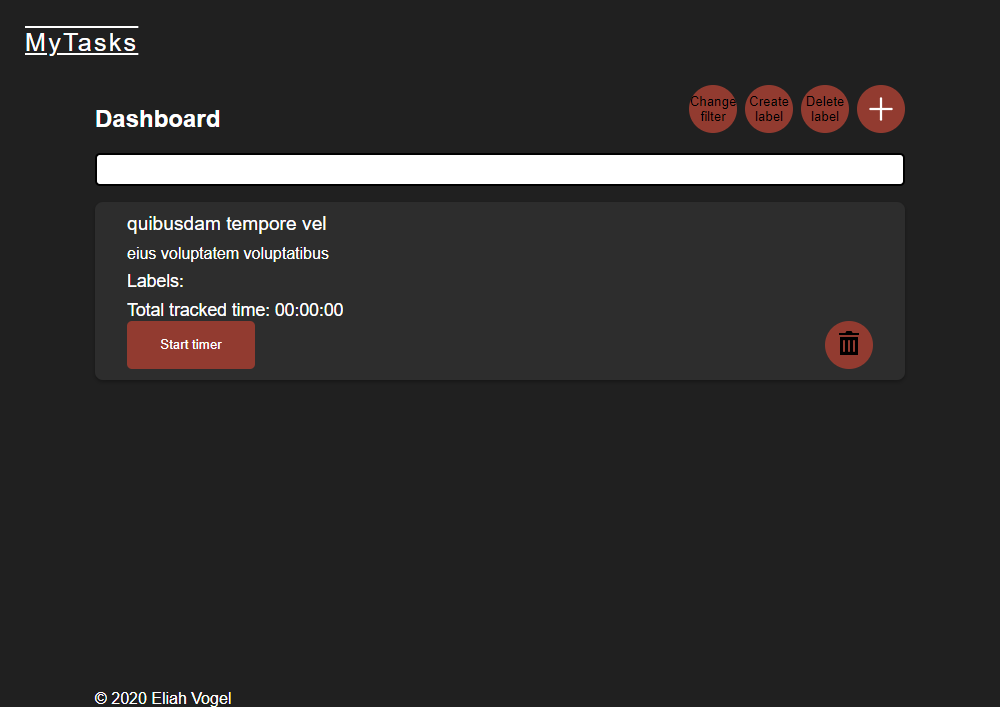 MyTasks
Dashboard
Change
filter
Create
label
Delete
label
quibusdam tempore vel
eius voluptatem voluptatibus
Labels:
Total tracked time: 00:00:00
Start timer
© 2020 Eliah Vogel